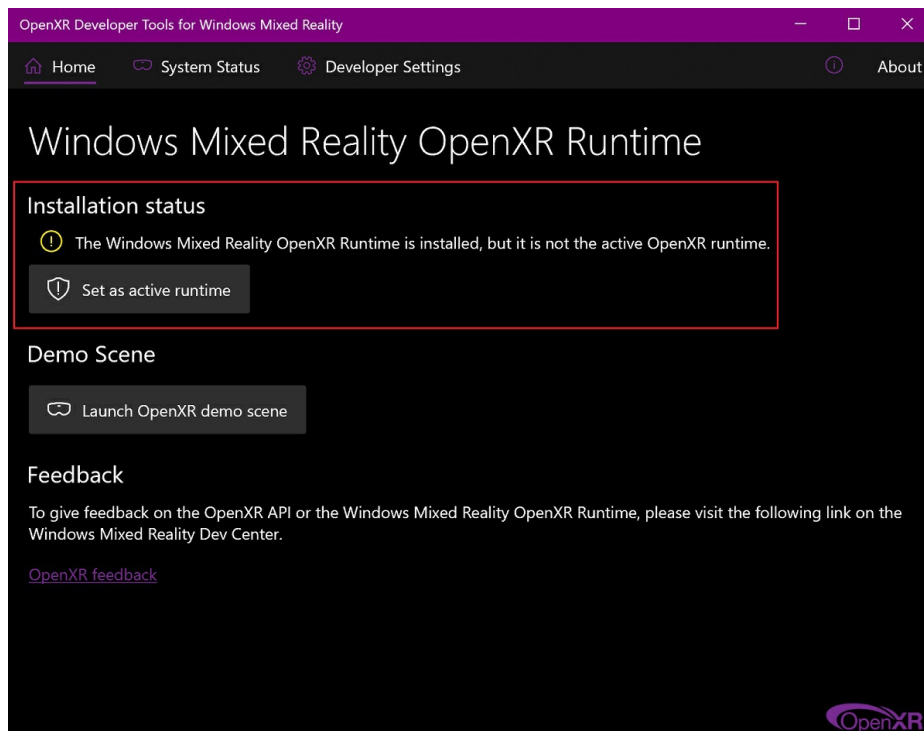 OpenXR Developer Tools for Windows Mixed Reality
Home System Status Developer Settings About
Windows Mixed Reality OpenXR Runtime
Installation status
The Windows Mixed Reality OpenXR Runtime is installed, but it is not the active OpenXR runtime.
Set as active runtime
Demo Scene
Launch OpenXR demo scene
Feedback
To give feedback on the OpenXR API or the Windows Mixed Reality OpenXR Runtime, please visit the following link on the
Windows Mixed Reality Dev Center.
OpenXR feedback
OpenXR